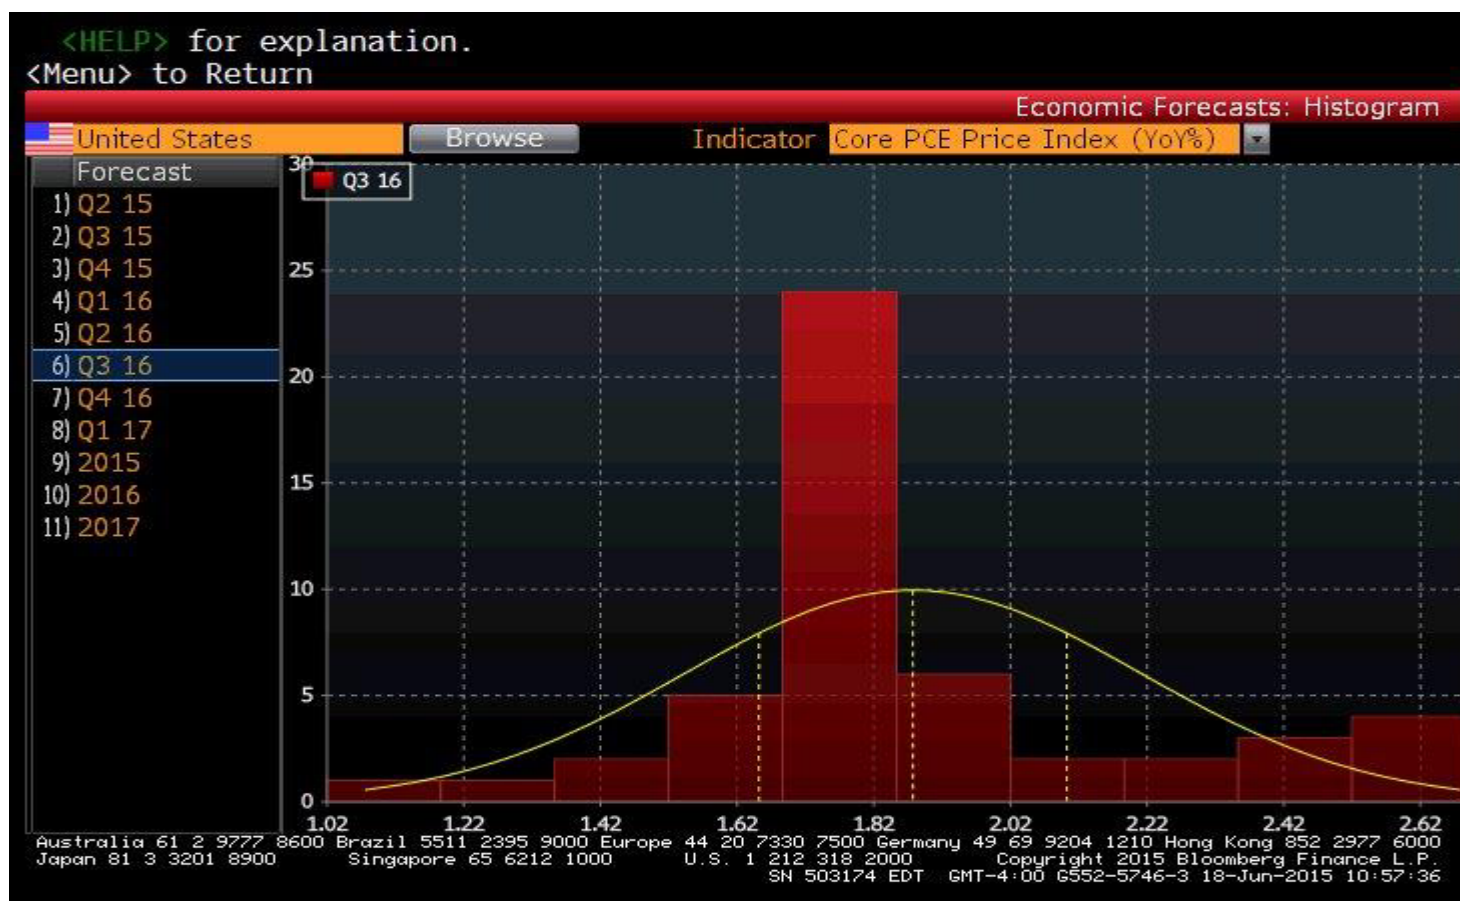 <HELP> for explanation.
<Menu> to Return
Economic Forecasts: Histogram
United States Browse Indicator Core PCE Price Index (YoY%)
Forecast
1) Q2 15
2) Q3 15
3) Q4 15
4) Q1 16
5) Q2 16
6) Q3 16
7) Q4 16
8) Q1 17
9) 2015
10) 2016
11) 2017
Q3 16
30
25
20
15
10
5
0
1.02 1.22 1.42 1.62 1.82 2.02 2.22 2.42 2.62
Australia 61 2 9777 8600 Brazil 5511 2395 9000 Europe 44 20 7330 7500 Germany 49 69 9204 1210 Hong Kong 852 2977 6000
Japan 81 3 3201 8900 Singapore 65 6212 1000 U.S. 1 212 318 2000 Copyright 2015 Bloomberg Finance L.P.
SN 503174 EDT GMT-4:00 G552-5746-3 18-Jun-2015 10:57:36